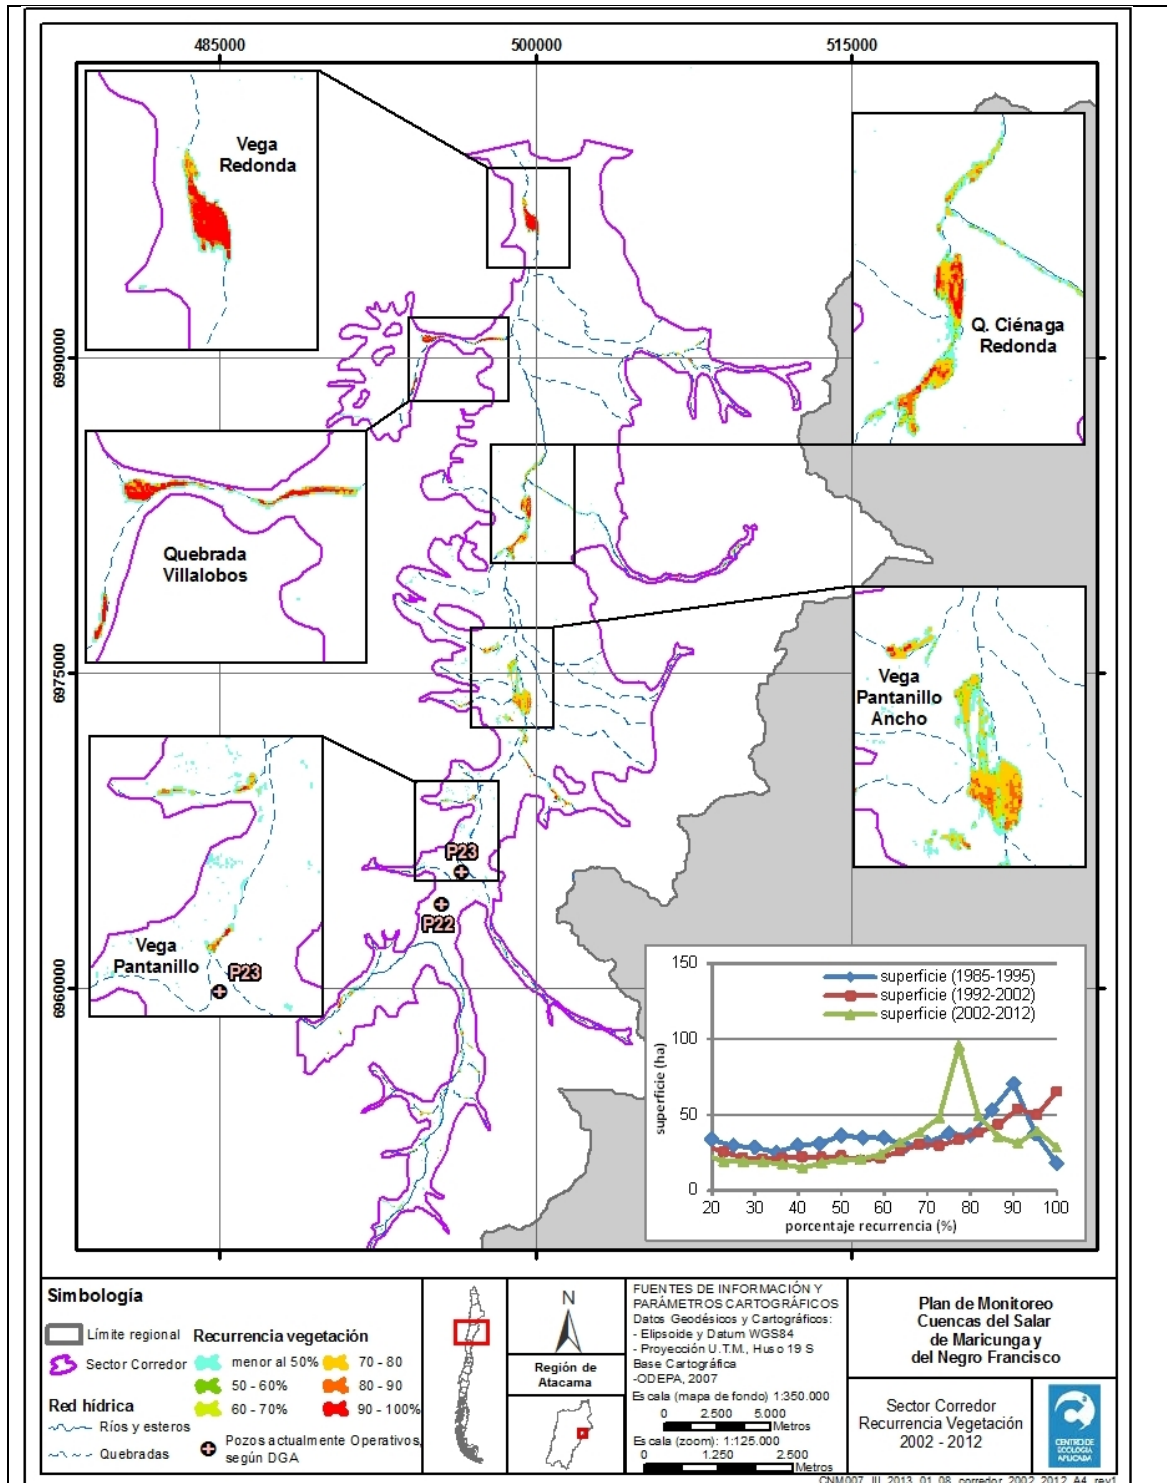 485000 500000 515000
Vega
Redonda
Q. Ciénaga
Redonda
6990000
Quebrada
Villalobos
6975000
Vega
Pantanillo
Ancho
P23
P22
Vega
Pantanillo
P23
6960000
150
100
50
0
superficie (ha)
superficie (1985-1995)
superficie (1992-2002)
superficie (2002-2012)
20 30 40 50 60 70 80 90 100
porcentaje recurrencia (%)
Simbología
Límite regional
Sector Corredor
Red hídrica
Ríos y esteros
Quebradas
Recurrencia vegetación
menor al 50%
50 - 60%
60 - 70%
70 - 80
80 - 90
90 - 100%
Pozos actualmente Operativos,
según DGA
N
Región de
Atacama
FUENTES DE INFORMACIÓN Y
PARÁMETROS CARTOGRÁFICOS
Datos Geodésicos y Cartográficos:
- Elipsoide y Datum WGS84
- Proyección U.T.M., Huso 19 S
Base Cartográfica
-ODEPA, 2007
Escala (mapa de fondo) 1:350.000
0 2.500 5.000
Metros
Escala (zoom): 1:125.000
0 1.250 2.500
Metros
Plan de Monitoreo
Cuencas del Salar
de Maricunga y
del Negro Francisco
Sector Corredor
Recurrencia Vegetación
2002 - 2012
CENTRO DE
ECOLOGÍA
APLICADA
CNM007_III_2013_01_08_corredor_2002_2012_A4_rev1